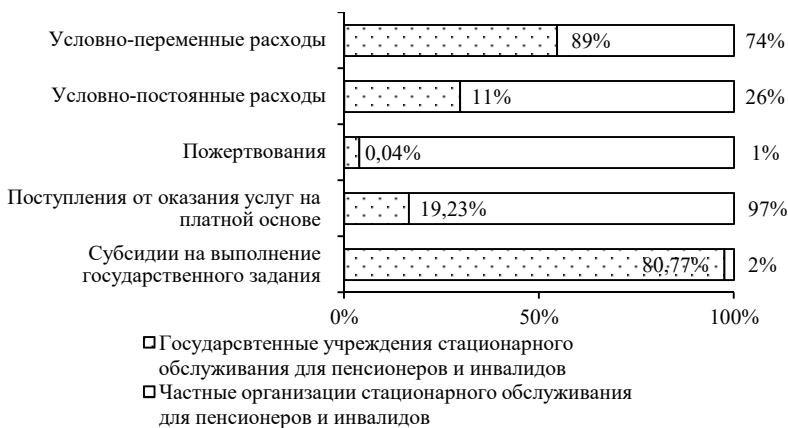 Условно-переменные расходы 89% 74%
Условно-постоянные расходы 11% 26%
Пожертвования 0,04% 1%
Поступления от оказания услуг на
платной основе 19,23% 97%
Субсидии на выполнение
государственного задания 80,77% 2%
0% 50% 100%
Государсвтенные учреждения стационарного
обслуживания для пенсионеров и инвалидов
Частные организации стационарного обслуживания
для пенсионеров и инвалидов